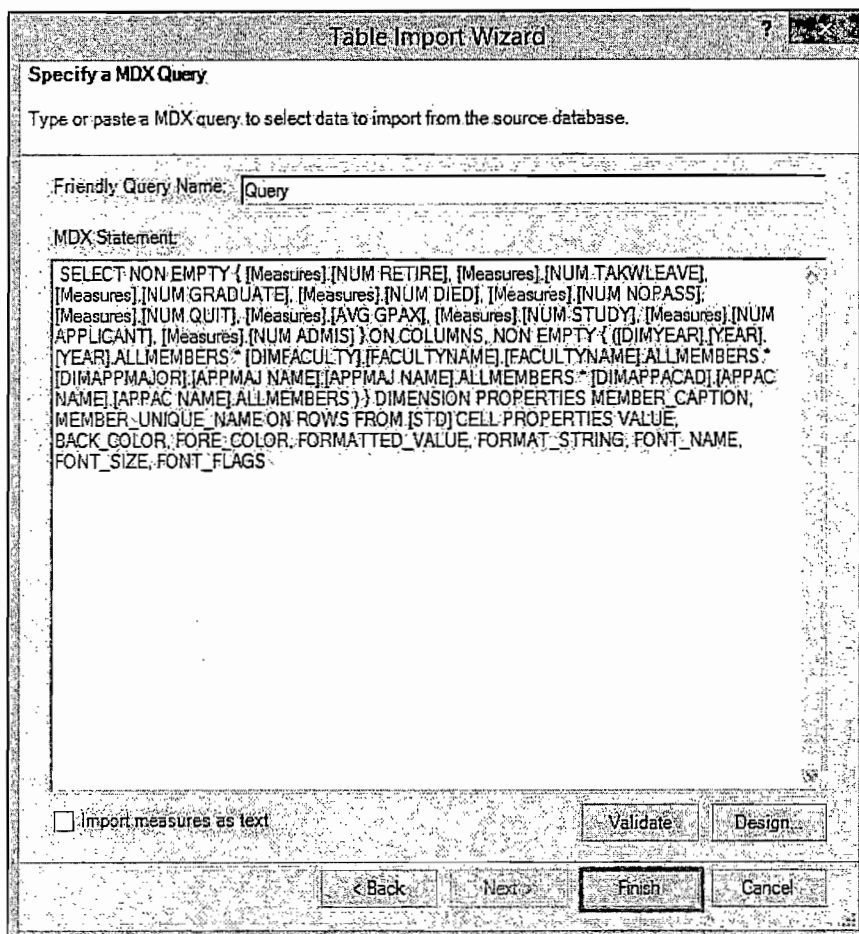 Table Import Wizard ?
Specify a MDX Query
Type or paste a MDX query to select data to import from the source database.
Friendly Query Name: Query
MDX Statement:
SELECT NON EMPTY { [Measures].[NUM RETIRE], [Measures].[NUM TAKWLEAVE],
[Measures].[NUM GRADUATE], [Measures].[NUM DIED], [Measures].[NUM NOPASS],
[Measures].[NUM QUIT], [Measures].[AVG GPAX], [Measures].[NUM STUDY], [Measures].[NUM
APPLICANT], [Measures].[NUM ADMIS] } ON COLUMNS, NON EMPTY { ([DIMYEAR].[YEAR].
[YEAR].ALLMEMBERS * [DIMFACULTY].[FACULTYNAME].[FACULTYNAME].ALLMEMBERS *
[DIMAPPMAJOR].[APPMAJ NAME].[APPMAJ NAME].ALLMEMBERS * [DIMAPPACAD].[APPAC
NAME].[APPAC NAME].ALLMEMBERS ) } DIMENSION PROPERTIES MEMBER_CAPTION,
MEMBER_UNIQUE_NAME ON ROWS FROM [STD] CELL PROPERTIES VALUE,
BACK_COLOR, FORE_COLOR, FORMATTED_VALUE, FORMAT_STRING, FONT_NAME,
FONT_SIZE, FONT_FLAGS
Import measures as text
Validate
Design...
< Back
Next >
Finish
Cancel